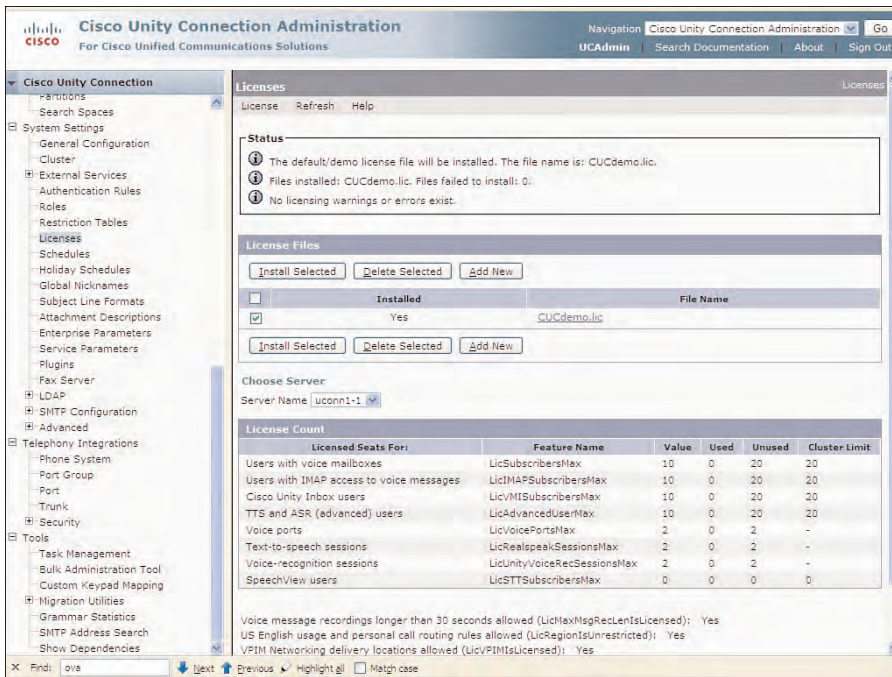 CISCO
Cisco Unity Connection Administration
For Cisco Unified Communications Solutions
Navigation Cisco Unity Connection Administration Go
UCAdmin Search Documentation About Sign Out
Cisco Unity Connection
Partitions
Search Spaces
System Settings
General Configuration
Cluster
External Services
Authentication Rules
Roles
Restriction Tables
Licenses
Schedules
Holiday Schedules
Global Nicknames
Subject Line Formats
Attachment Descriptions
Enterprise Parameters
Service Parameters
Plugins
Fax Server
LDAP
SMTP Configuration
Advanced
Telephony Integrations
Phone System
Port Group
Port
Trunk
Security
Tools
Task Management
Bulk Administration Tool
Custom Keypad Mapping
Migration Utilities
Grammar Statistics
SMTP Address Search
Show Dependencies
Licenses Licenses
License Refresh Help
Status
The default/demo license file will be installed. The file name is: CUCdemo.lic.
Files installed: CUCdemo.lic. Files failed to install: 0.
No licensing warnings or errors exist.
License Files
Install Selected Delete Selected Add New
Installed File Name
Yes CUCdemo.lic
Install Selected Delete Selected Add New
Choose Server
Server Name uconn1-1
License Count
Licensed Seats For: Feature Name Value Used Unused Cluster Limit
Users with voice mailboxes LicSubscribersMax 10 0 20 20
Users with IMAP access to voice messages LicIMAPSubscribersMax 10 0 20 20
Cisco Unity Inbox users LicVMISubscribersMax 10 0 20 20
TTS and ASR (advanced) users LicAdvancedUserMax 10 0 20 20
Voice ports LicVoicePortsMax 2 0 2 -
Text-to-speech sessions LicRealspeakSessionsMax 2 0 2 -
Voice-recognition sessions LicUnityVoiceRecSessionsMax 2 0 2 -
SpeechView users LicSTTSubscribersMax 0 0 0 0
Voice message recordings longer than 30 seconds allowed (LicMaxMsgRecLenIsLicensed): Yes
US English usage and personal call routing rules allowed (LicRegionIsUnrestricted): Yes
VPIM Networking delivery locations allowed (LicVPIMIsLicensed): Yes
× Find: ova Next Previous Highlight all Match case